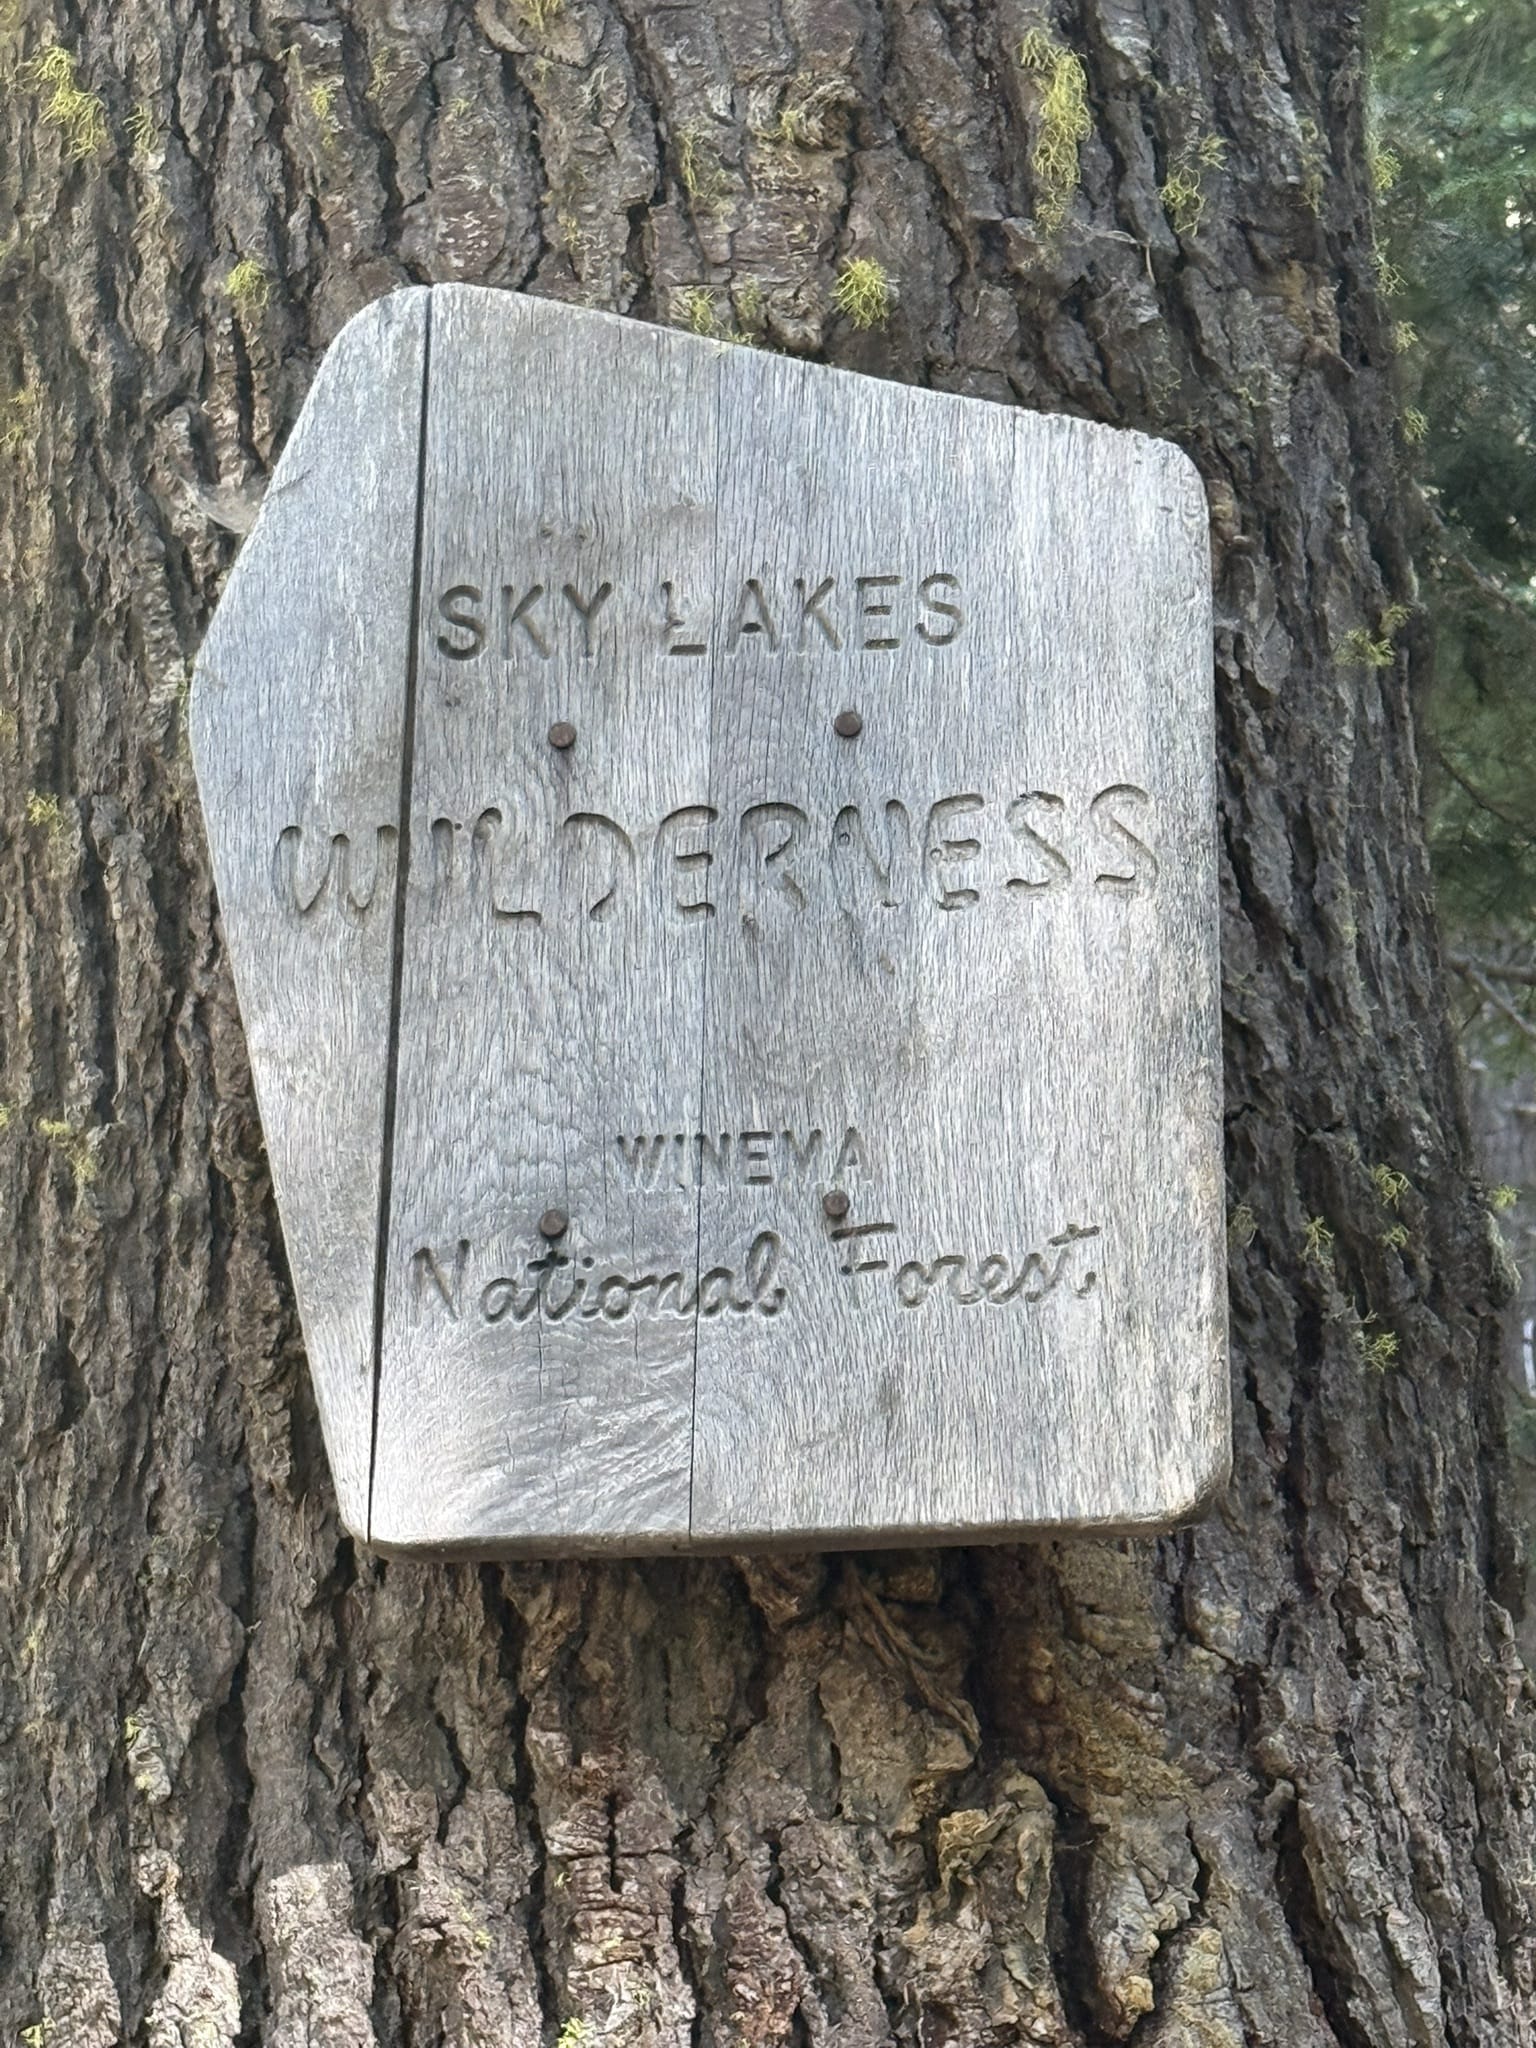 SKY LAKES
WILDERNESS
WINEMA
National Forest